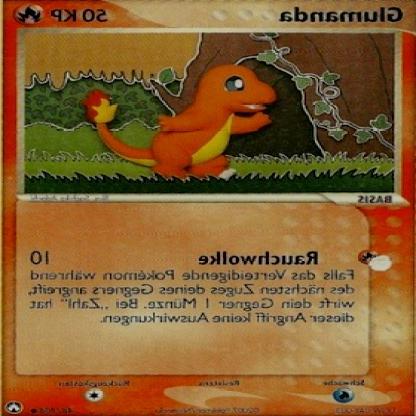 Glumanda 50 KP
BASIS
Rauchwolke 10
Falls das Verteidigende Pokémon während
des nächsten Zuges deines Gegners angreift,
wirft dein Gegner 1 Münze. Bei „Zahl" hat
dieser Angriff keine Auswirkungen.
Schwäche Resistenz Rückzugskosten